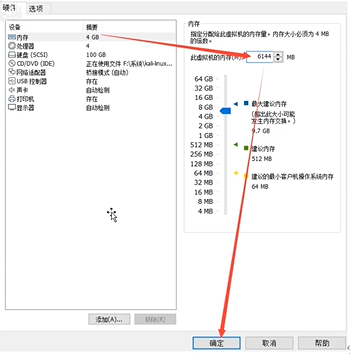 硬件 选项
设备 摘要
内存 4 GB
处理器 4
硬盘 (SCSI) 100 GB
CD/DVD (IDE) 正在使用文件 F:\系统\kali-linux...
网络适配器 桥接模式 (自动)
USB 控制器 存在
声卡 自动检测
打印机 存在
显示器 自动检测
添加(A)... 移除(R)
内存
指定分配给此虚拟机的内存量。内存大小必须为 4 MB
的倍数。
此虚拟机的内存(M): 6144 MB
64 GB
32 GB
16 GB
8 GB
4 GB
2 GB
1 GB
512 MB
256 MB
128 MB
64 MB
32 MB
16 MB
8 MB
4 MB
最大建议内存
(超出此大小可能
发生内存交换。)
9.7 GB
建议内存
512 MB
建议的最小客户机操作系统内存
64 MB
确定 取消 帮助